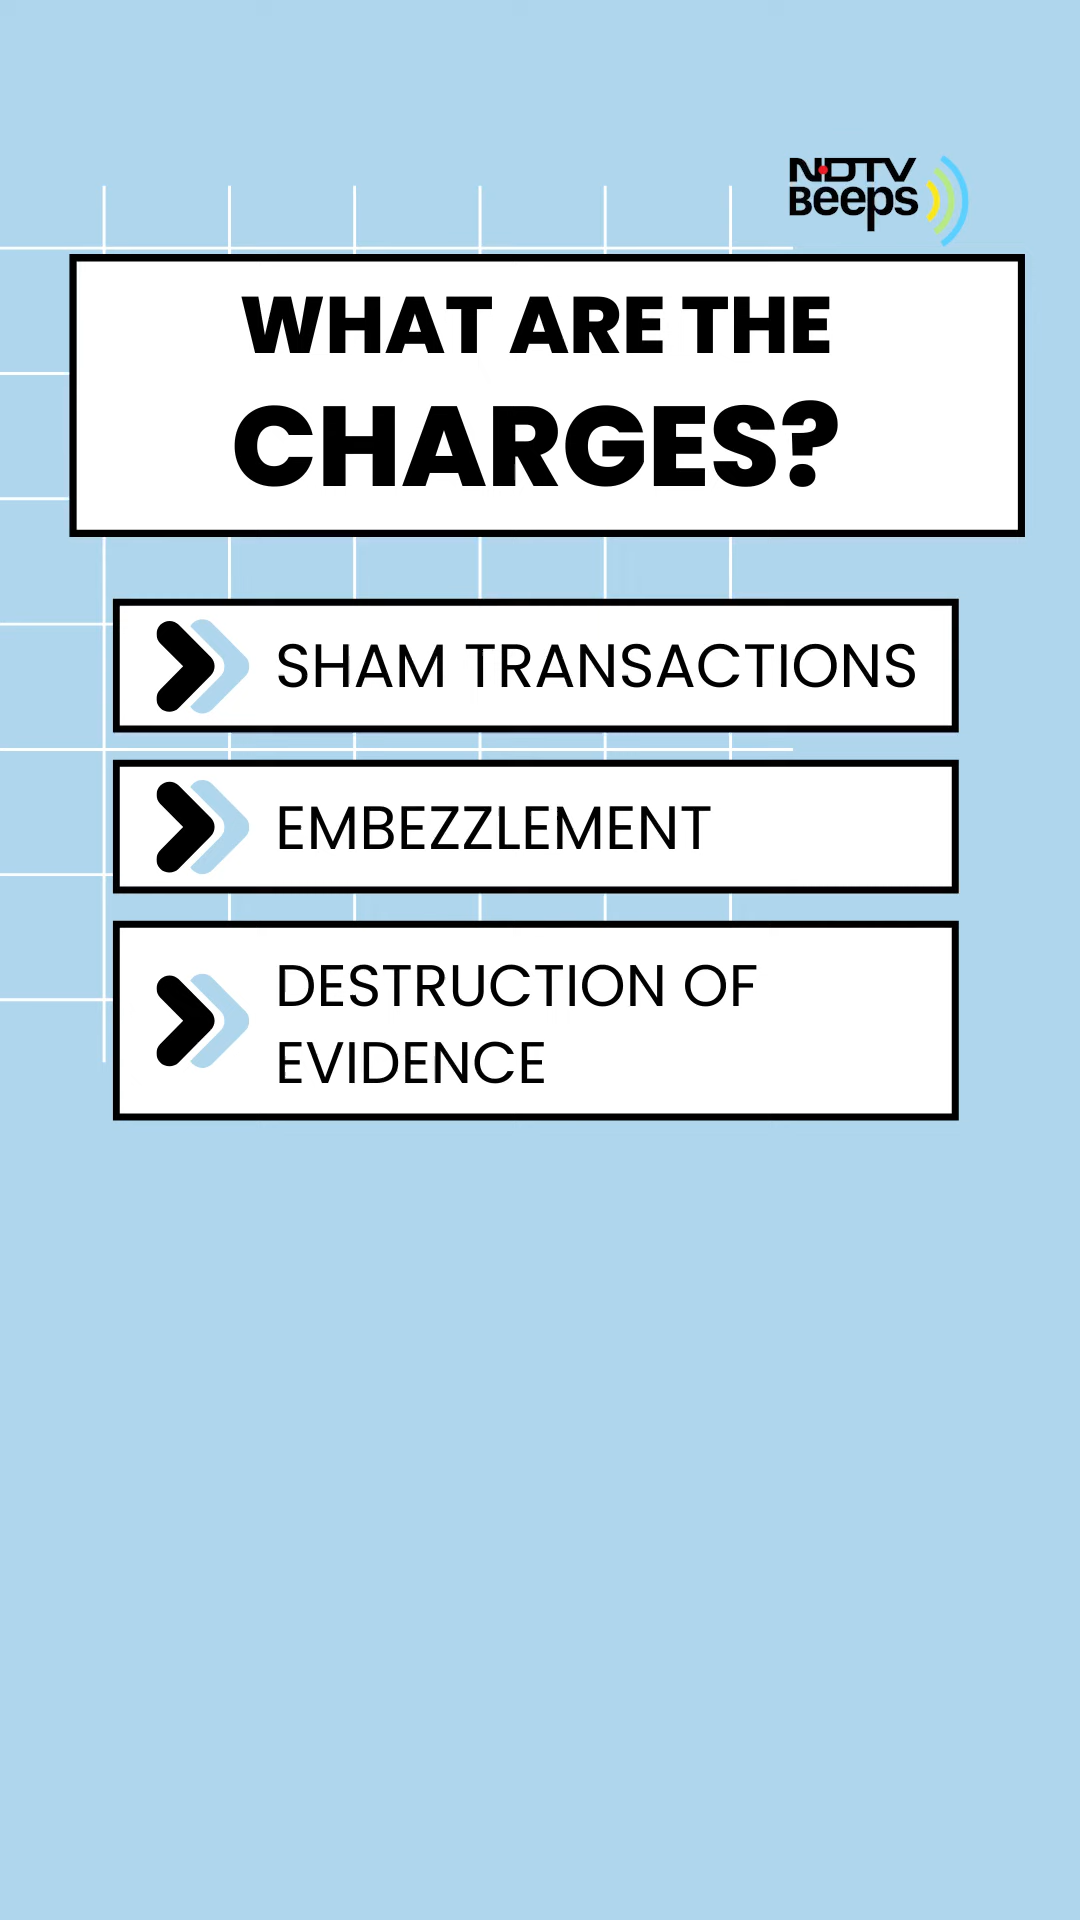 NDTV
Beeps
WHAT ARE THE
CHARGES?
SHAM TRANSACTIONS
EMBEZZLEMENT
DESTRUCTION OF
EVIDENCE